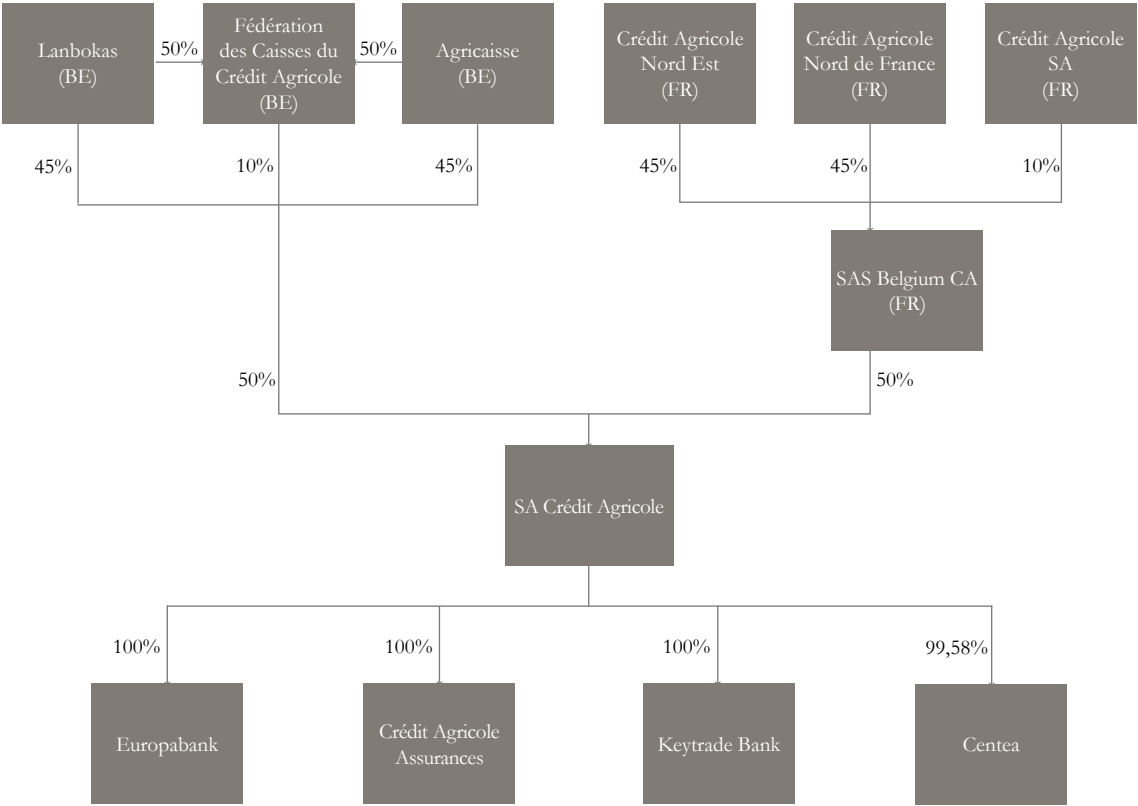 Lanbokas
(BE)
50%
Fédération
des Caisses du
Crédit Agricole
(BE)
50%
Agricaisse
(BE)
Crédit Agricole
Nord Est
(FR)
Crédit Agricole
Nord de France
(FR)
Crédit Agricole
SA
(FR)
45%
10%
45%
45%
45%
10%
SAS Belgium CA
(FR)
50%
50%
SA Crédit Agricole
100%
100%
100%
99,58%
Europabank
Crédit Agricole
Assurances
Keytrade Bank
Centea